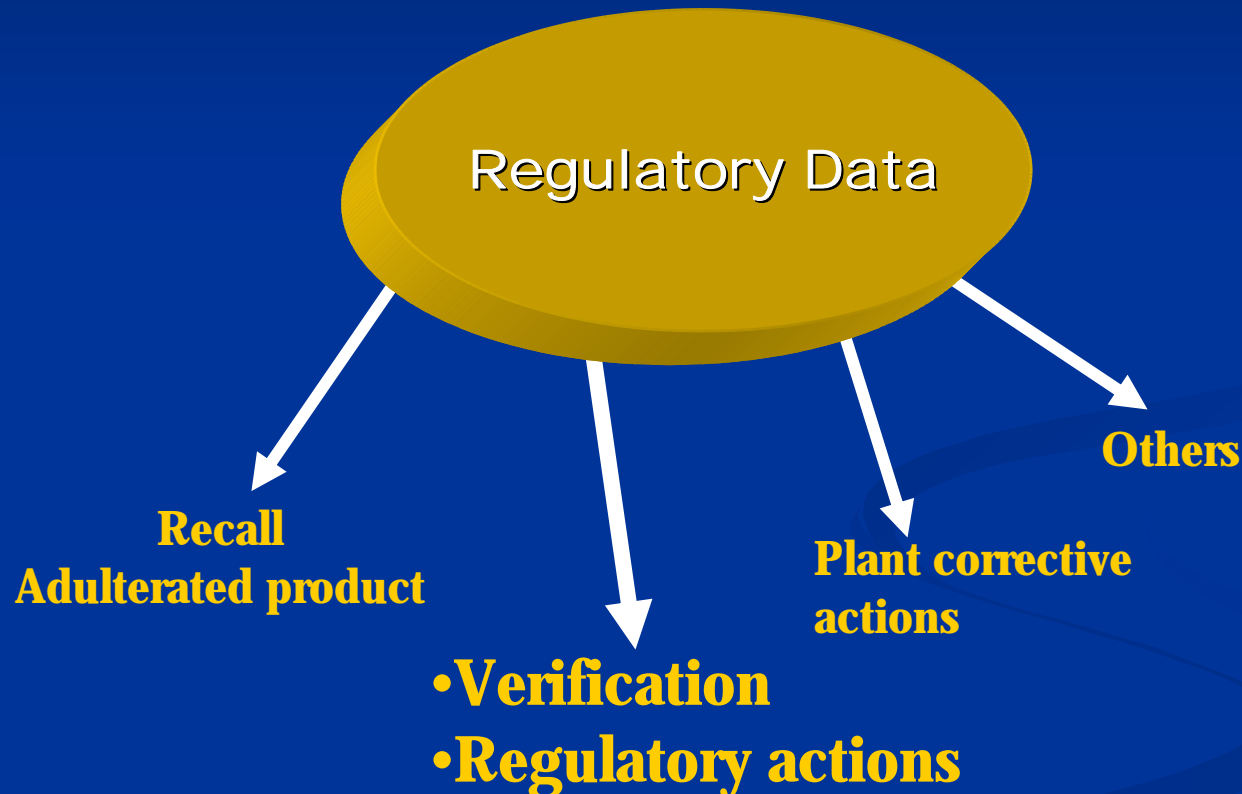 Regulatory Data
Others
Recall
Adulterated product
Plant corrective
actions
•Verification
•Regulatory actions